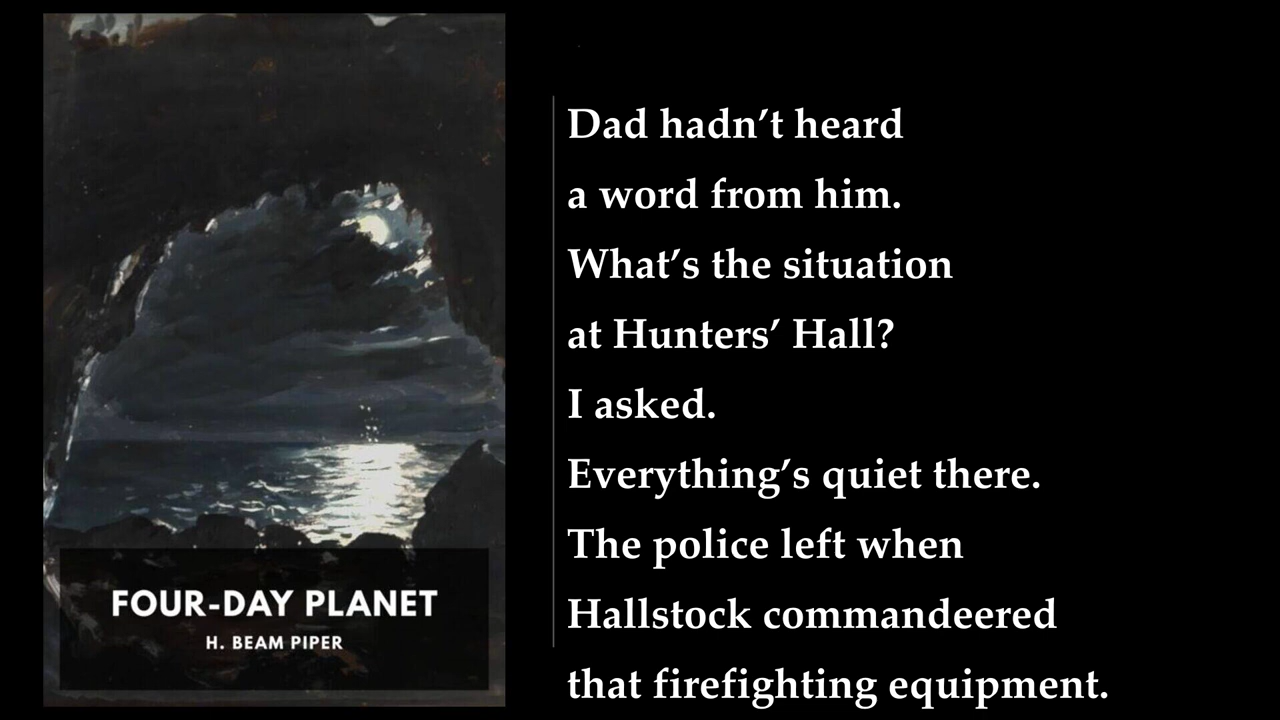 FOUR-DAY PLANET
H. BEAM PIPER
Dad hadn’t heard
a word from him.
What’s the situation
at Hunters’ Hall?
I asked.
Everything’s quiet there.
The police left when
Hallstock commandeered
that firefighting equipment.